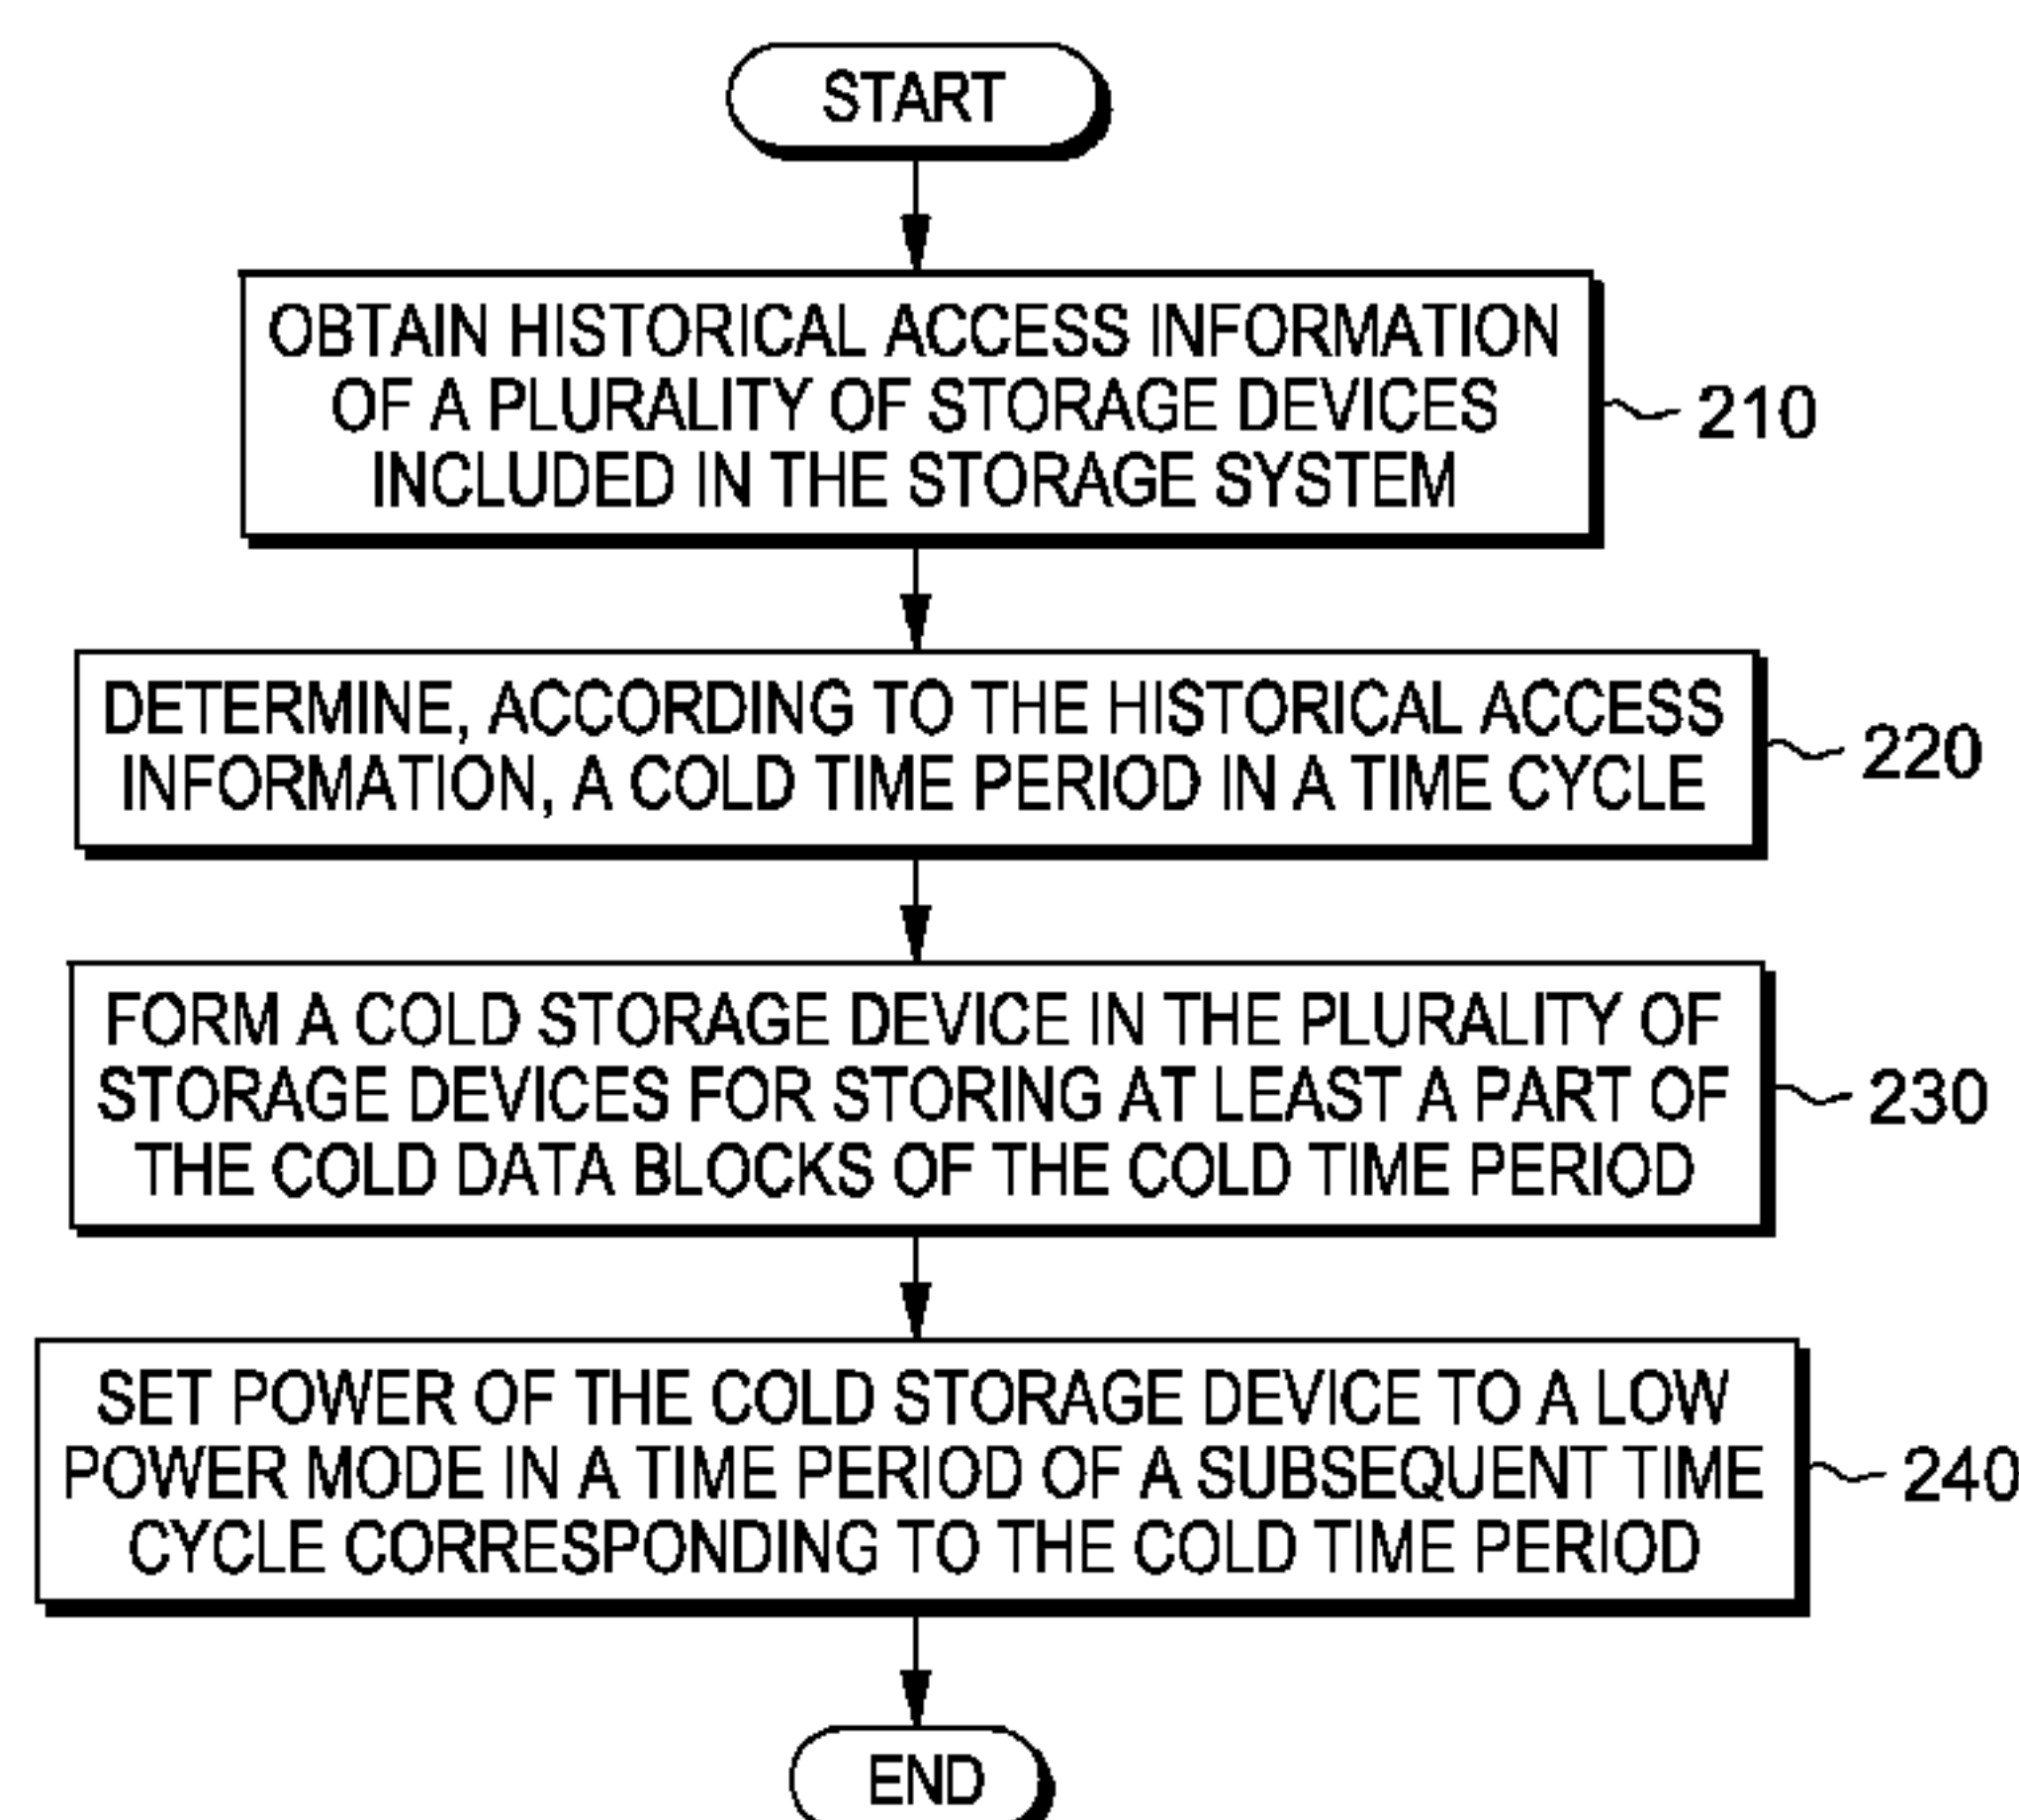 START
OBTAIN HISTORICAL ACCESS INFORMATION
OF A PLURALITY OF STORAGE DEVICES
INCLUDED IN THE STORAGE SYSTEM
210
DETERMINE, ACCORDING TO THE HISTORICAL ACCESS
INFORMATION, A COLD TIME PERIOD IN A TIME CYCLE
220
FORM A COLD STORAGE DEVICE IN THE PLURALITY OF
STORAGE DEVICES FOR STORING AT LEAST A PART OF
THE COLD DATA BLOCKS OF THE COLD TIME PERIOD
230
SET POWER OF THE COLD STORAGE DEVICE TO A LOW
POWER MODE IN A TIME PERIOD OF A SUBSEQUENT TIME
CYCLE CORRESPONDING TO THE COLD TIME PERIOD
240
END